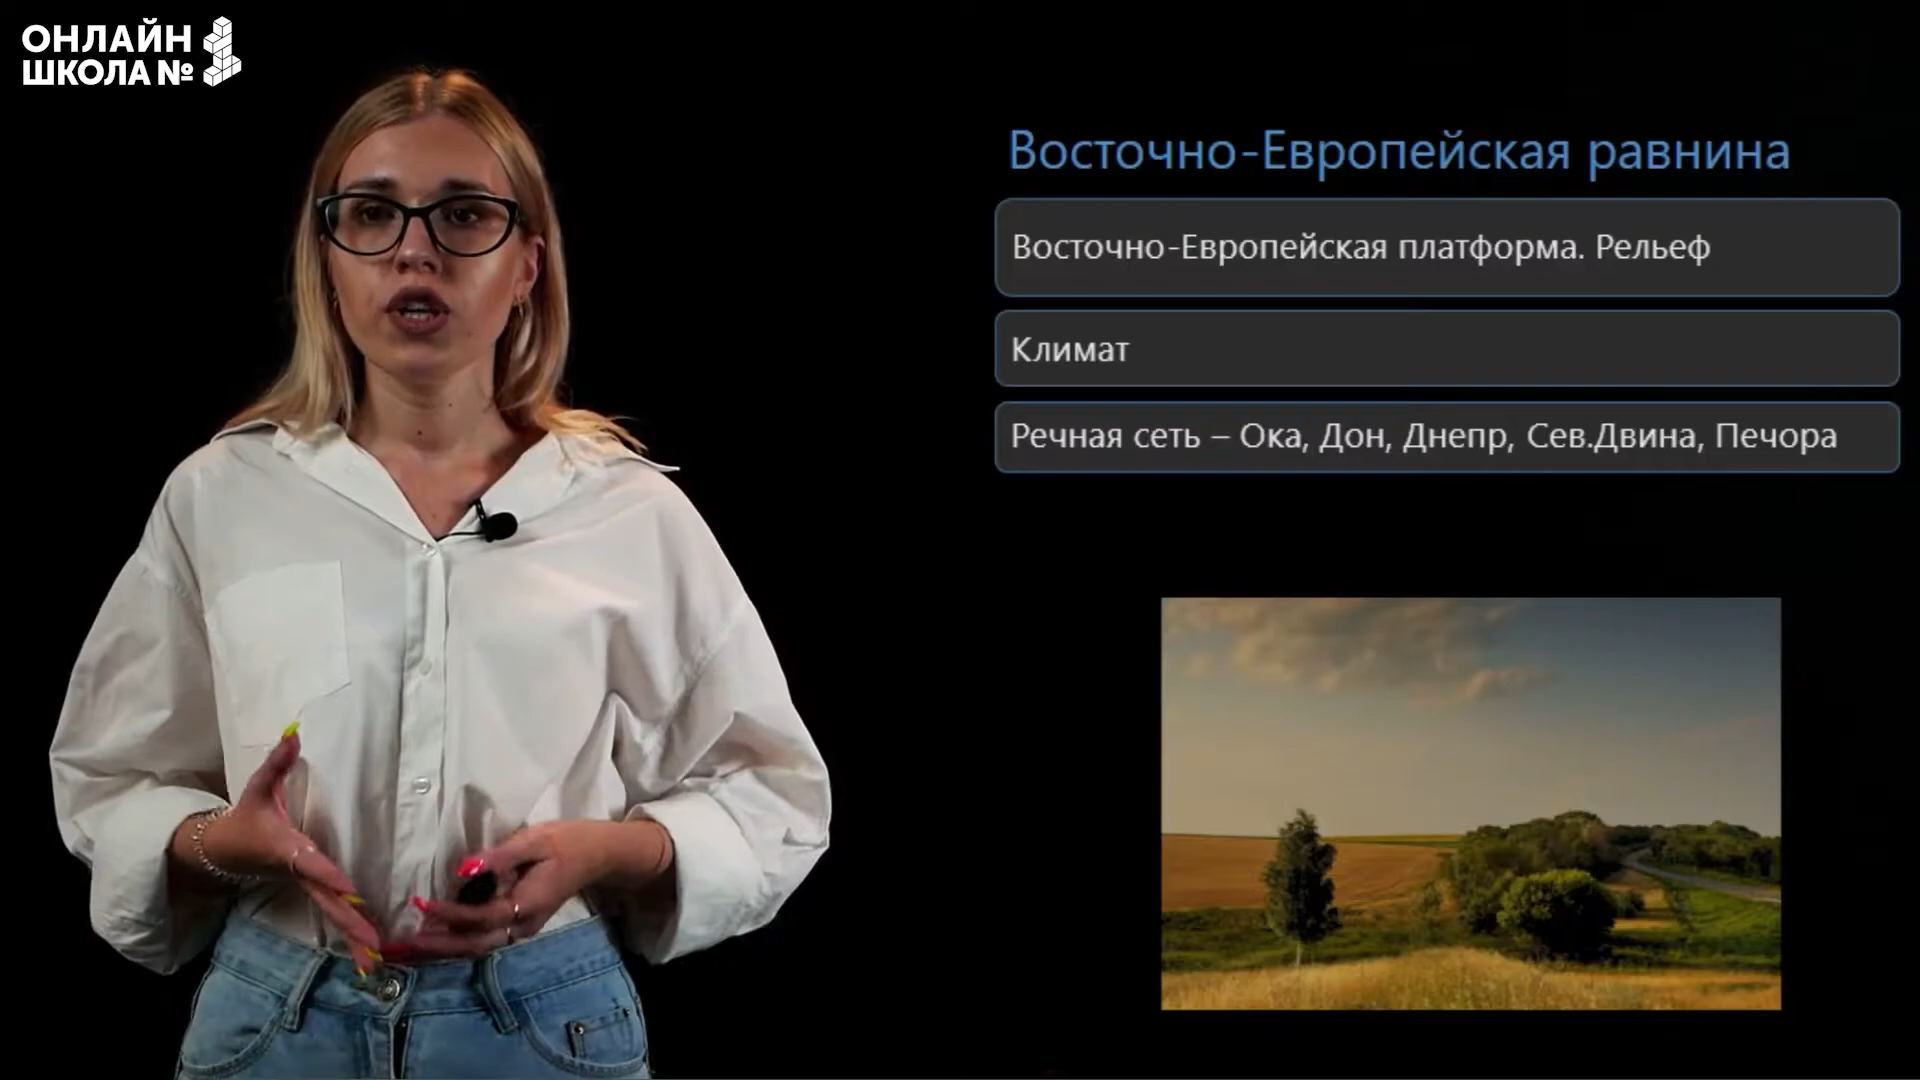 ОНЛАЙН
ШКОЛА №
Восточно-Европейская равнина
Восточно-Европейская платформа. Рельеф
Климат
Речная сеть – Ока, Дон, Днепр, Сев.Двина, Печора